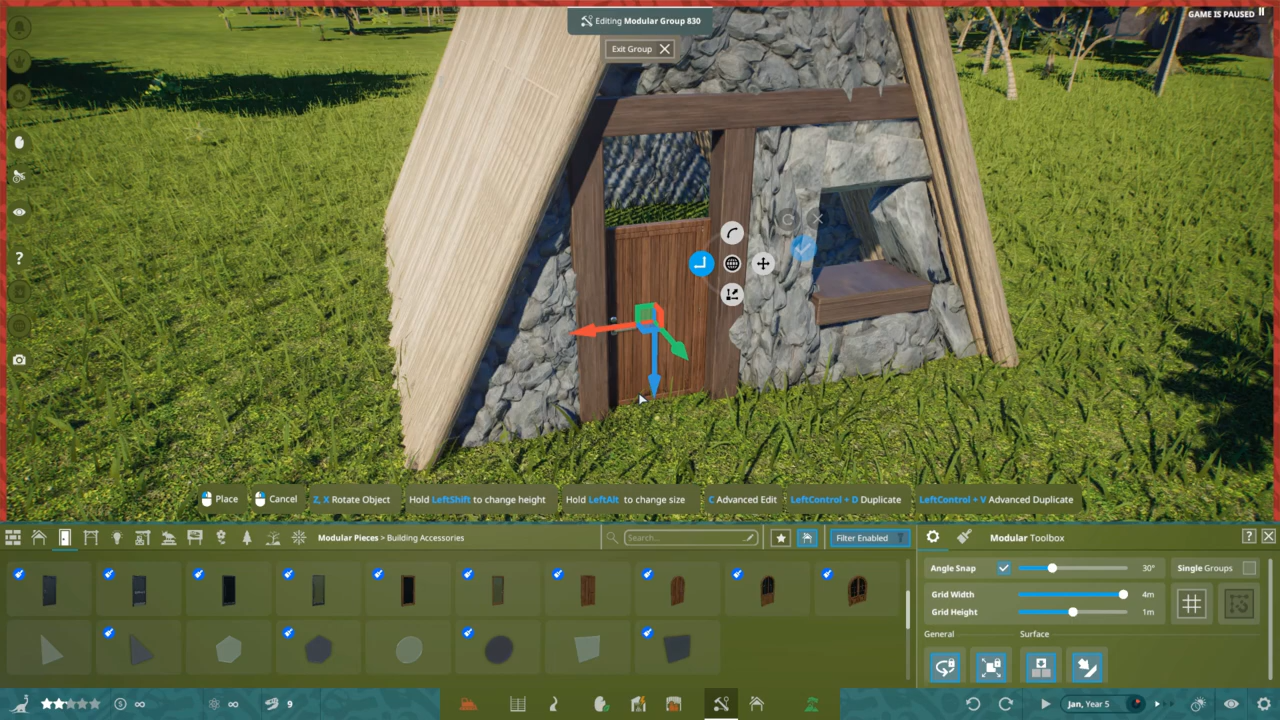 Editing Modular Group 830
GAME IS PAUSED
Exit Group
?
Place
Cancel
Z, X Rotate Object
Hold LeftShift to change height
Hold LeftAlt to change size
C Advanced Edit
LeftControl + D Duplicate
LeftControl + V Advanced Duplicate
Modular Pieces > Building Accessories
Search...
Filter Enabled
Modular Toolbox
?
Angle Snap
30°
Single Groups
Grid Width
4m
Grid Height
1m
General
Surface
9
Jan, Year 5